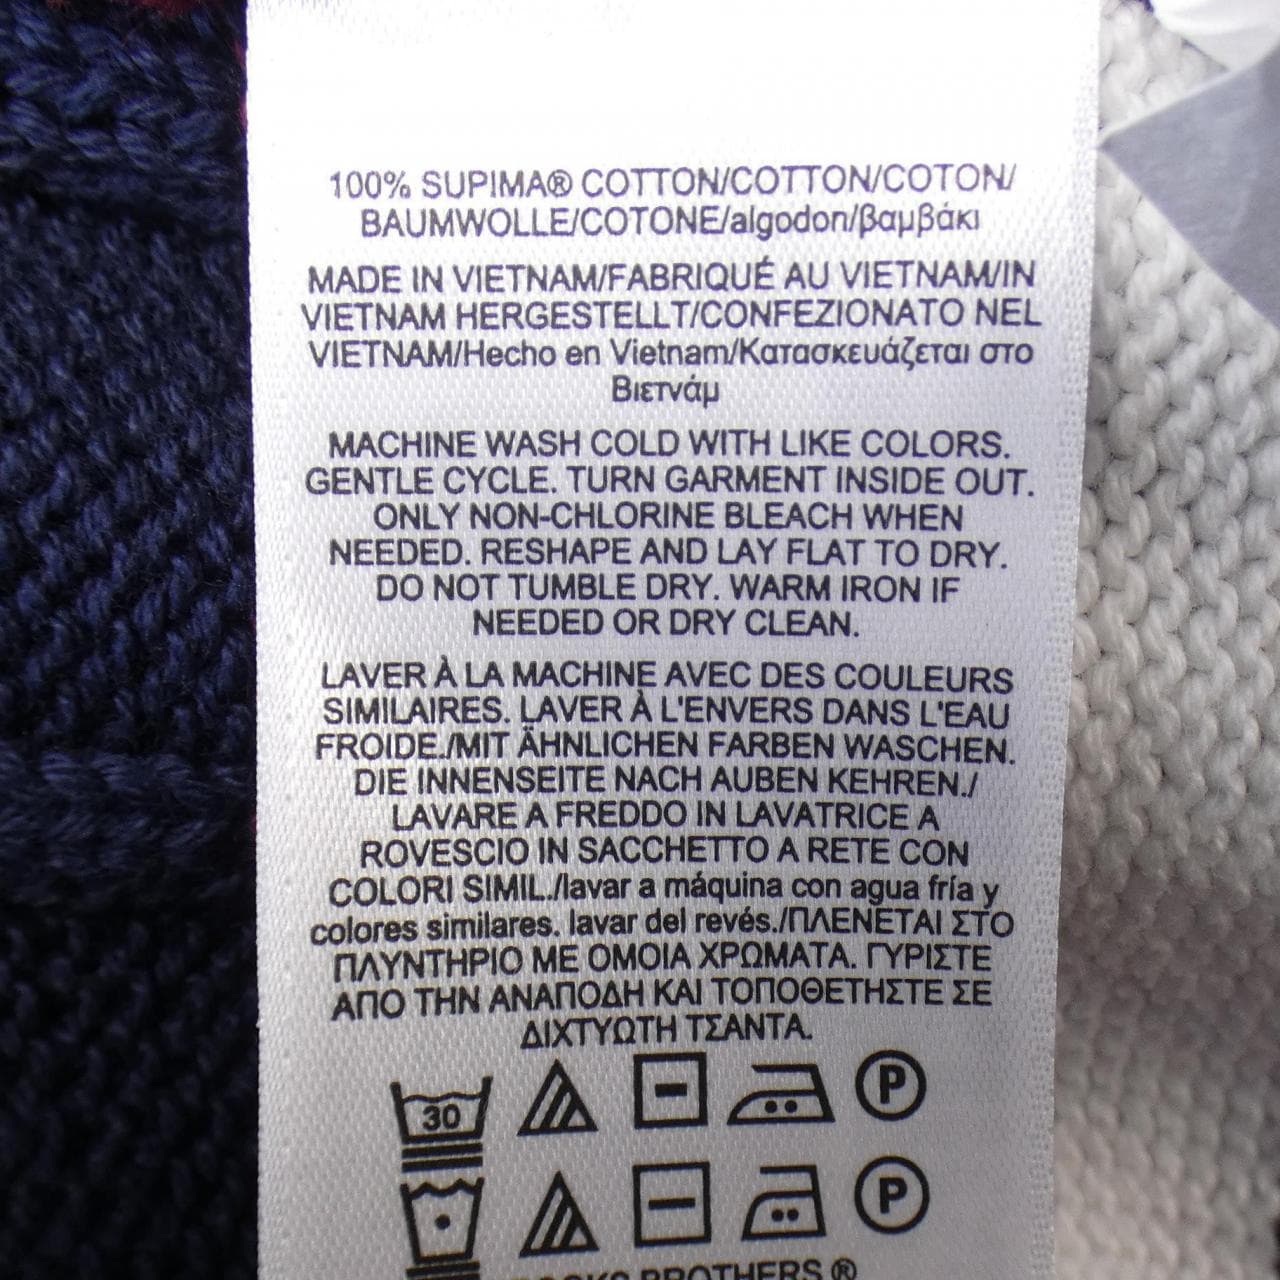 100% SUPIMA® COTTON/COTTON/COTON/
BAUMWOLLE/COTONE/algodon/βαμβάκι
MADE IN VIETNAM/FABRIQUÉ AU VIETNAM/IN
VIETNAM HERGESTELLT/CONFEZIONATO NEL
VIETNAM/Hecho en Vietnam/Κατασκευάζεται στο
Βιετνάμ
MACHINE WASH COLD WITH LIKE COLORS.
GENTLE CYCLE. TURN GARMENT INSIDE OUT.
ONLY NON-CHLORINE BLEACH WHEN
NEEDED. RESHAPE AND LAY FLAT TO DRY.
DO NOT TUMBLE DRY. WARM IRON IF
NEEDED OR DRY CLEAN.
LAVER À LA MACHINE AVEC DES COULEURS
SIMILAIRES. LAVER À L'ENVERS DANS L'EAU
FROIDE./MIT ÄHNLICHEN FARBEN WASCHEN.
DIE INNENSEITE NACH AUBEN KEHREN./
LAVARE A FREDDO IN LAVATRICE A
ROVESCIO IN SACCHETTO A RETE CON
COLORI SIMIL./lavar a máquina con agua fría y
colores similares. lavar del revés./ΠΛΕΝΕΤΑΙ ΣΤΟ
ΠΛΥΝΤΗΡΙΟ ΜΕ ΟΜΟΙΑ ΧΡΩΜΑΤΑ. ΓΥΡΙΣΤΕ
ΑΠΟ ΤΗΝ ΑΝΑΠΟΔΗ ΚΑΙ ΤΟΠΟΘΕΤΗΣΤΕ ΣΕ
ΔΙΧΤΥΩΤΗ ΤΣΑΝΤΑ.
30 P
P
BROTHERS ®